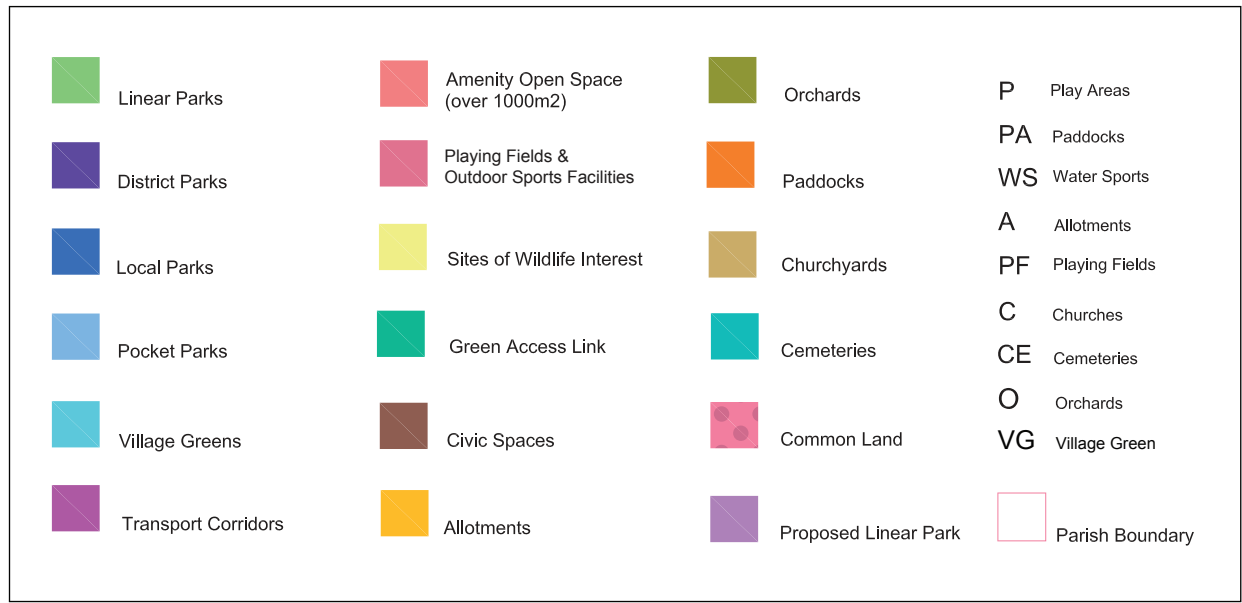 Linear Parks
District Parks
Local Parks
Pocket Parks
Village Greens
Transport Corridors
Amenity Open Space
(over 1000m2)
Playing Fields &
Outdoor Sports Facilities
Sites of Wildlife Interest
Green Access Link
Civic Spaces
Allotments
Orchards
Paddocks
Churchyards
Cemeteries
Common Land
Proposed Linear Park
P Play Areas
PA Paddocks
WS Water Sports
A Allotments
PF Playing Fields
C Churches
CE Cemeteries
O Orchards
VG Village Green
Parish Boundary